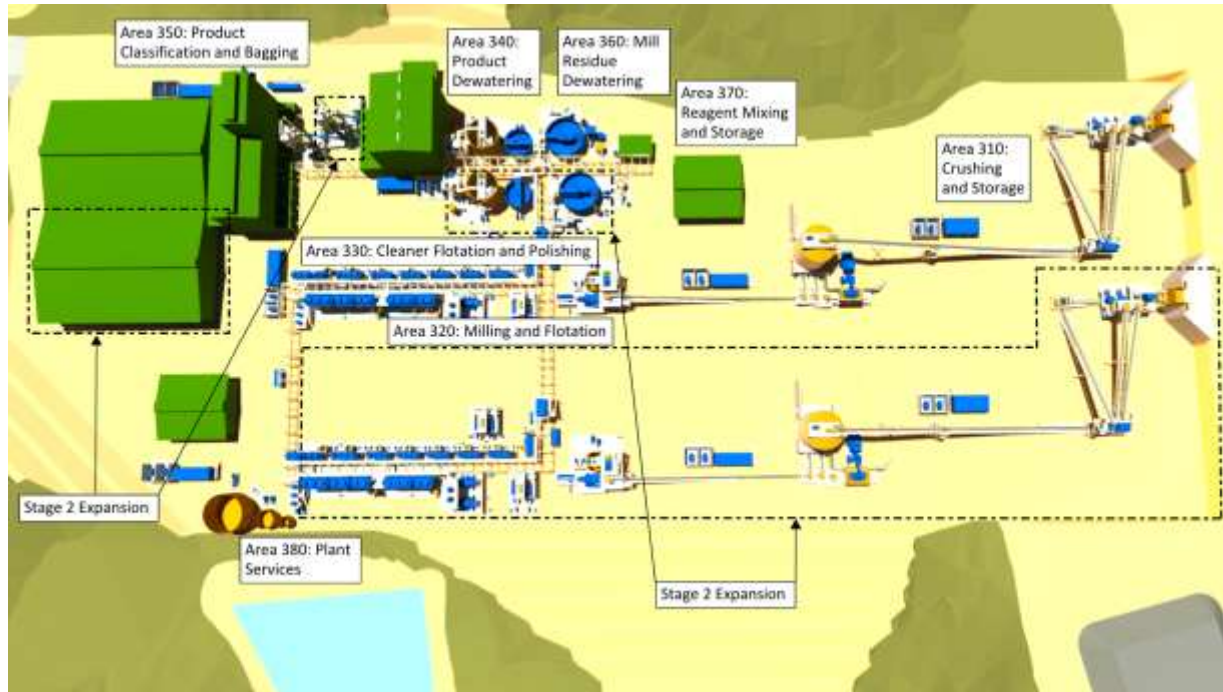 Area 350: Product
Classification and Bagging
Area 340:
Product
Dewatering
Area 360: Mill
Residue
Dewatering
Area 370:
Reagent Mixing
and Storage
Area 310:
Crushing
and Storage
Area 330: Cleaner Flotation and Polishing
Area 320: Milling and Flotation
Stage 2 Expansion
Area 380: Plant
Services
Stage 2 Expansion